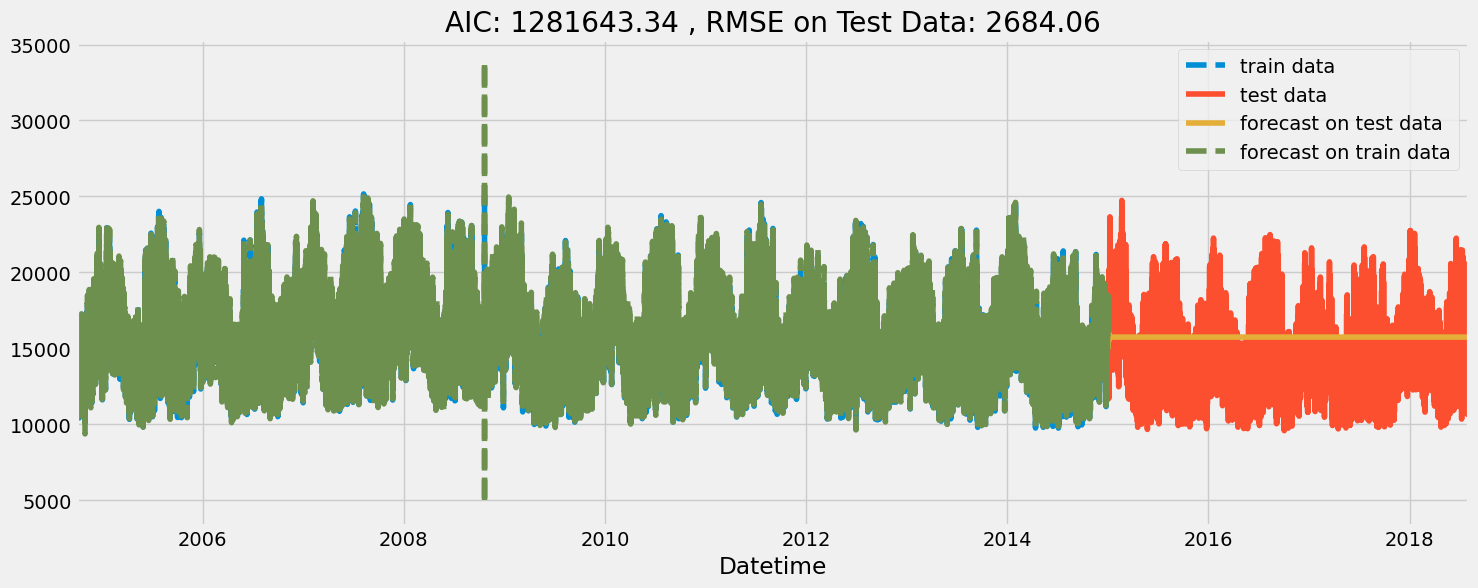 AIC: 1281643.34 , RMSE on Test Data: 2684.06
35000
30000
25000
20000
15000
10000
5000
train data
test data
forecast on test data
forecast on train data
2006 2008 2010 2012 2014 2016 2018
Datetime